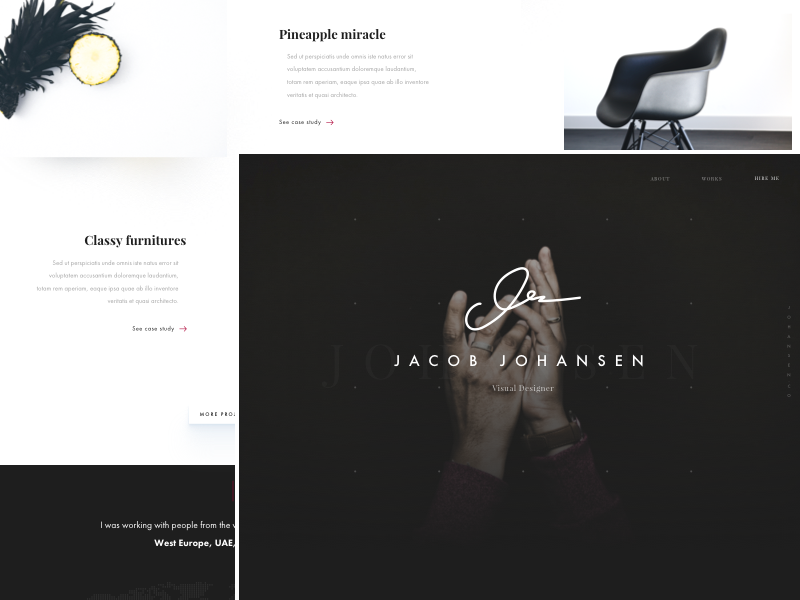 Pineapple miracle
Sed ut perspiciatis unde omnis iste natus error sit
voluptatem accusantium doloremque laudantium,
totam rem aperiam, eaque ipsa quae ab illo inventore
veritatis et quasi architecto
See case study
Classy furnitures
Sed ut perspiciatis unde omnis iste natus error sit
voluptatem accusantium doloremque laudantium,
totam rem aperiam, eaque ipsa quae ab illo inventore
veritatis et quasi architecto
See case study
MORE
I was working with people from the
West Europe, UAE,
ABOUT WORKS HIRE ME
JOHANSEN
JACOB JOHANSEN
Visual Designer